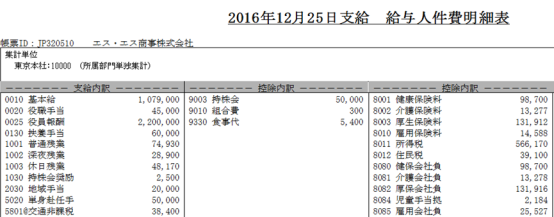 2016年12月25日支給 給与人件費明細表
帳票ID：JP320510 エス・エス商事株式会社
集計単位
東京本社:10000 (所属部門単独集計)
支給内訳 控除内訳 控除内訳
0010 基本給 1,079,000 9003 持株会 50,000 8001 健康保険料 98,700
0020 役職手当 45,000 9010 組合費 300 8002 介護保険料 13,277
0025 役員報酬 2,200,000 9330 食事代 5,400 8003 厚生保険料 131,912
0130 扶養手当 60,000 8010 雇用保険料 14,588
1001 普通残業 74,930 8011 所得税 566,170
1002 深夜残業 28,900 8012 住民税 39,100
1003 休日残業 48,170 8080 健保会社負 98,700
1030 持株会奨励 2,500 8081 介護会社負 13,278
2030 地域手当 20,000 8082 厚保会社負 131,916
5020 単身赴任手 50,000 8084 児童手当拠 2,184
5801@交通非課税 38,400 8085 雇用会社負 25,527